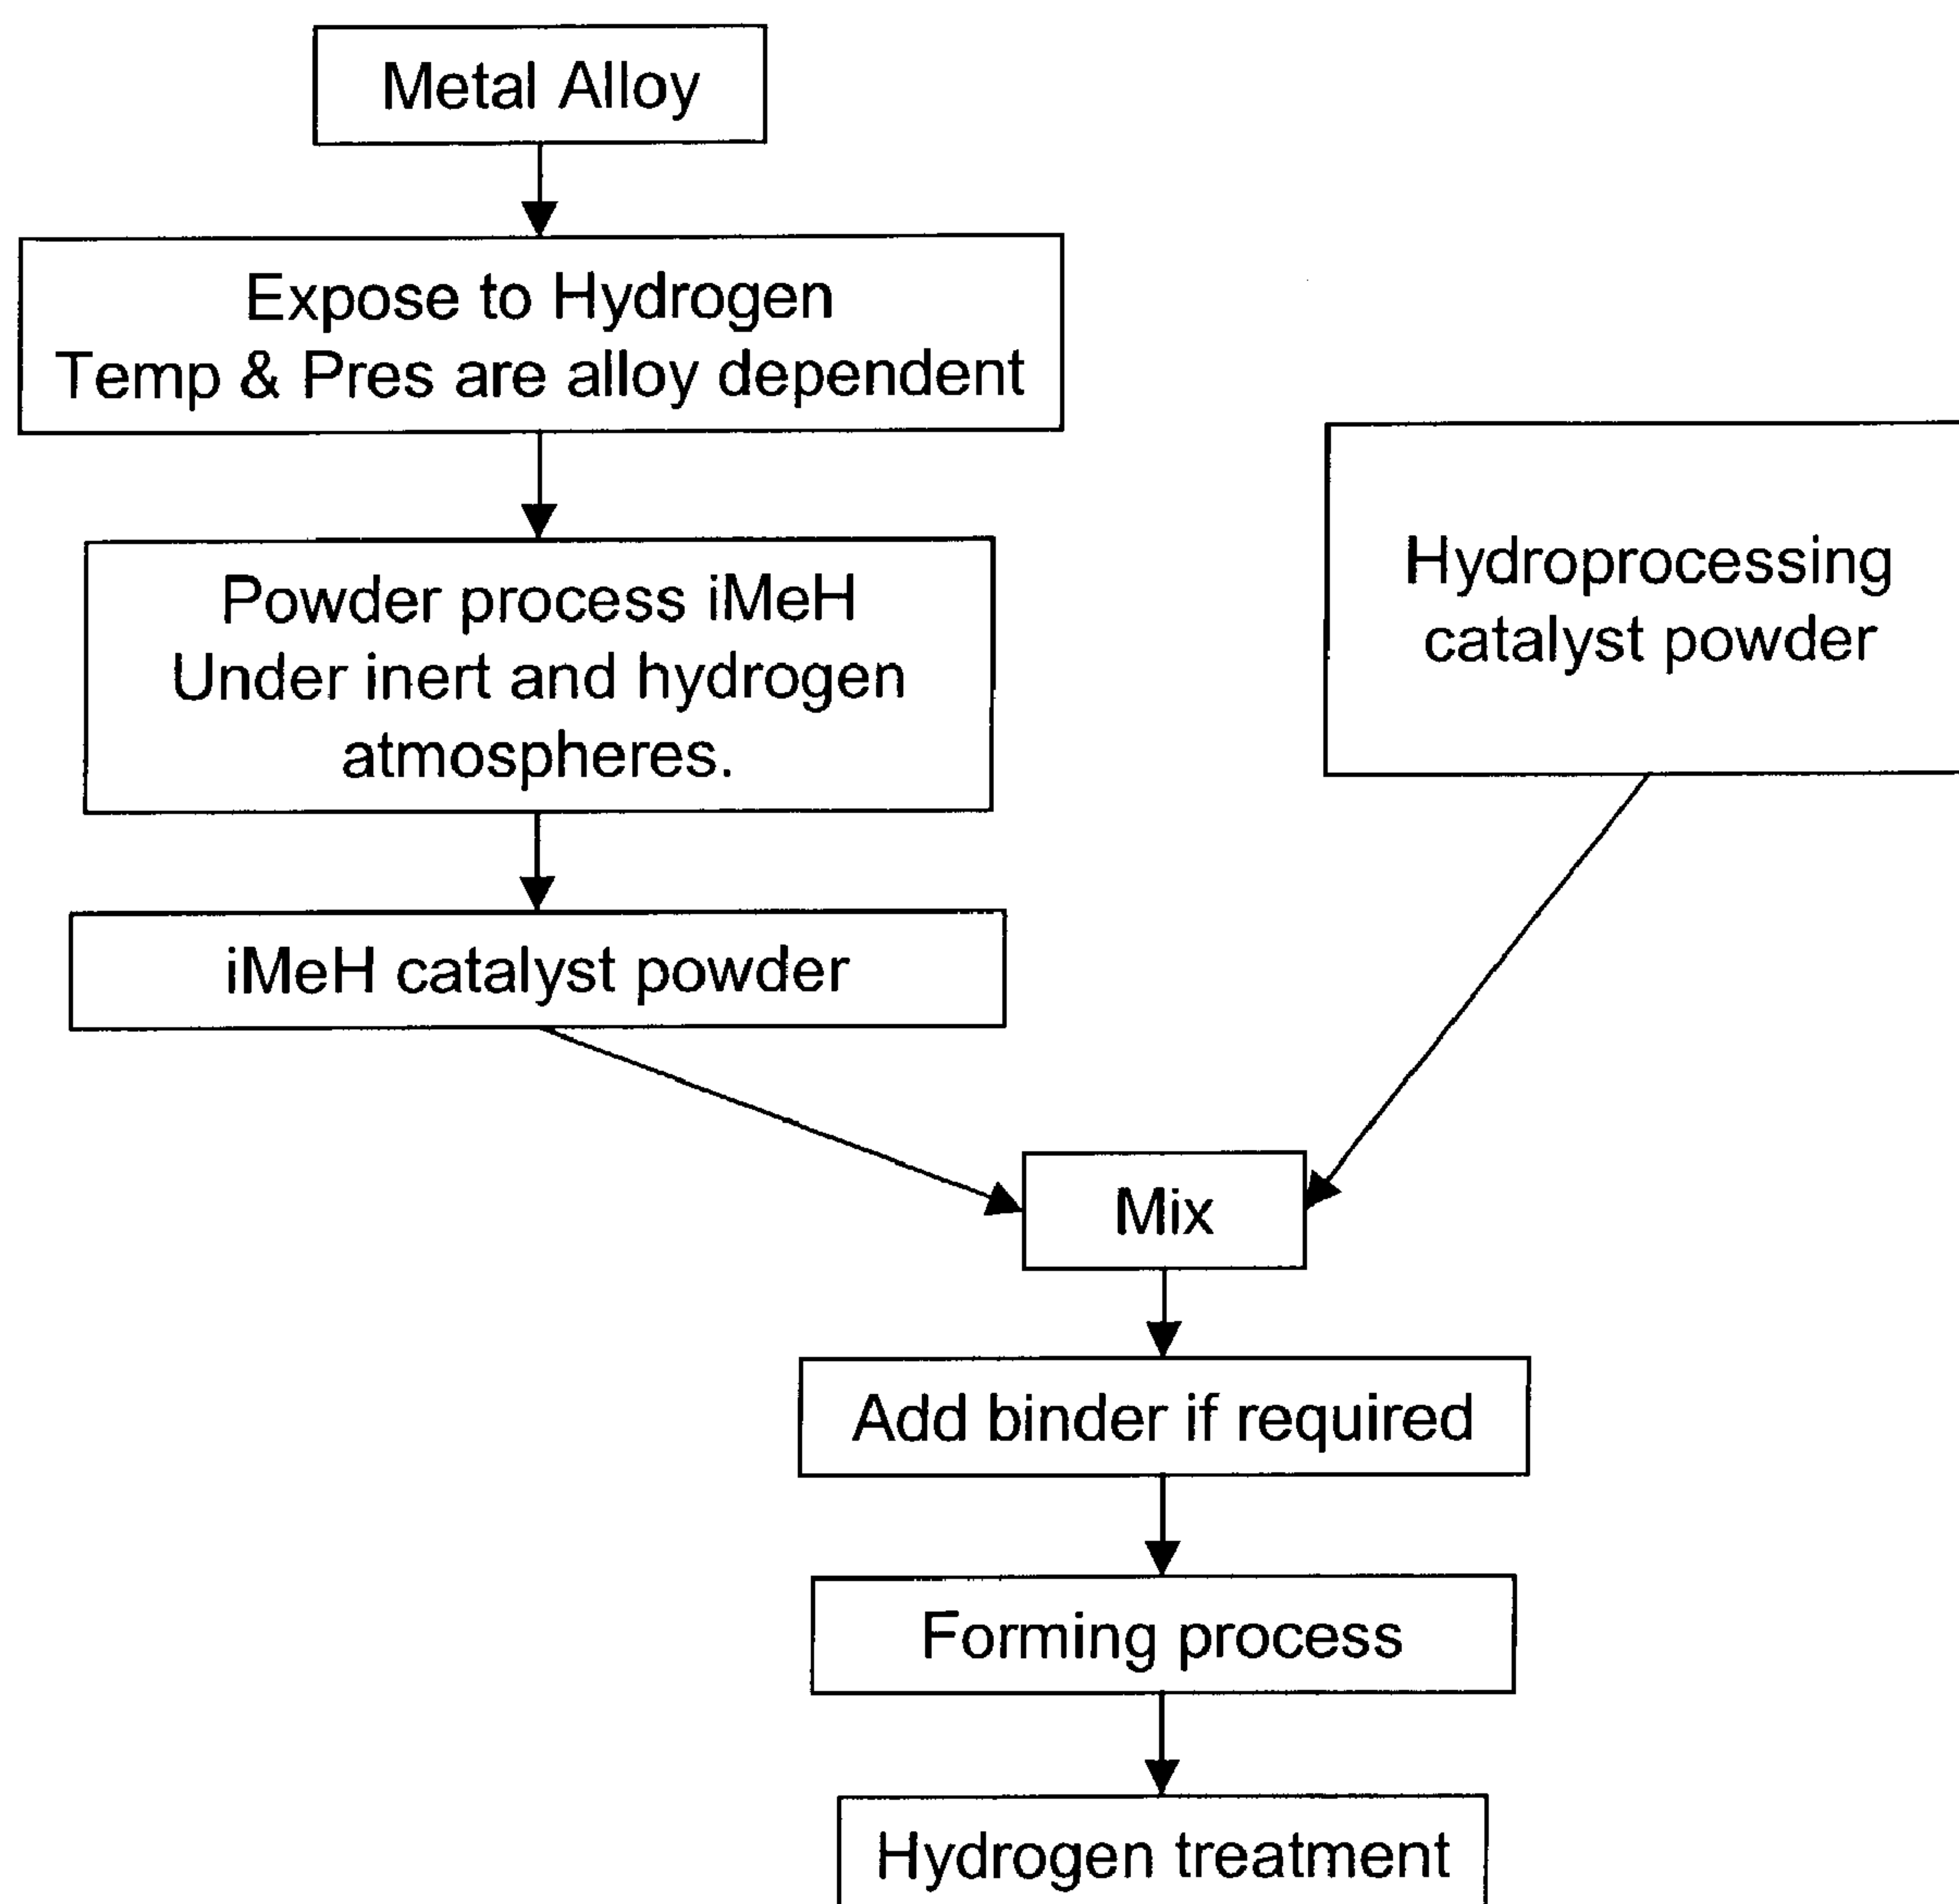 Metal Alloy
Expose to Hydrogen
Temp & Pres are alloy dependent
Powder process iMeH
Under inert and hydrogen
atmospheres.
iMeH catalyst powder
Hydroprocessing
catalyst powder
Mix
Add binder if required
Forming process
Hydrogen treatment